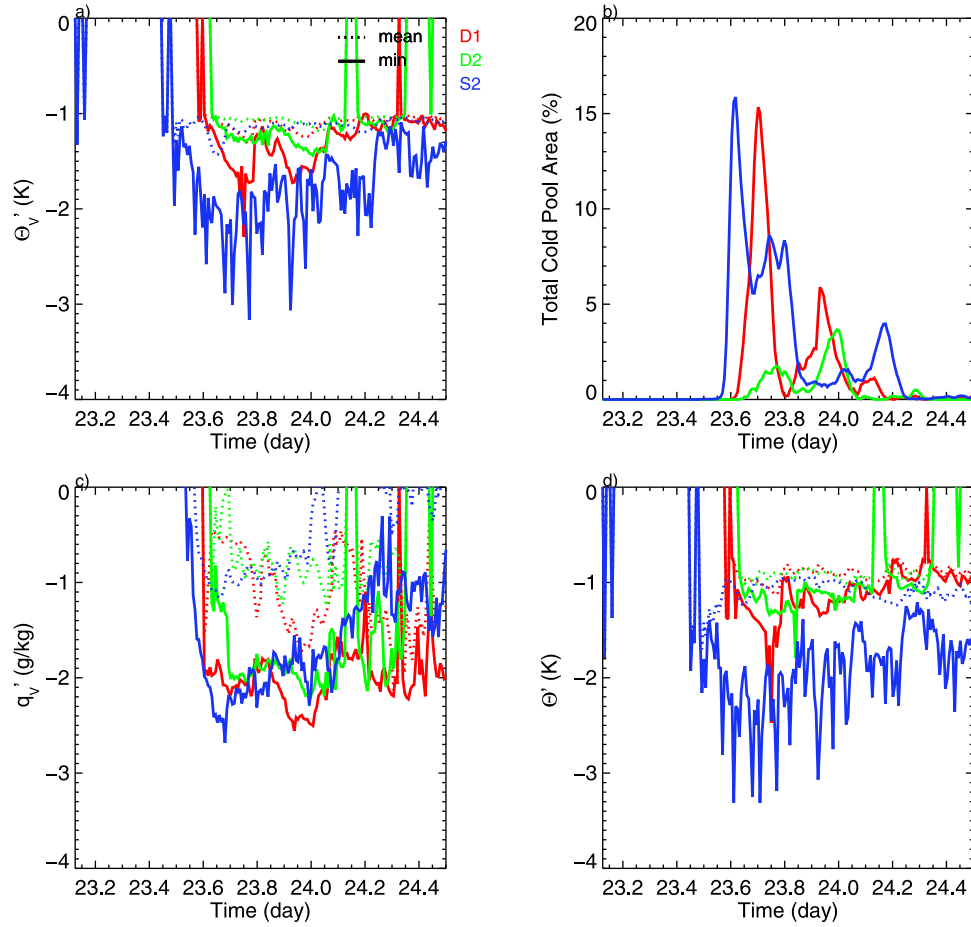 a)
0
-1
-2
-3
-4
Θv' (K)
mean
min
D1
D2
S2
23.2 23.4 23.6 23.8 24.0 24.2 24.4
Time (day)
b)
20
15
10
5
0
Total Cold Pool Area (%)
23.2 23.4 23.6 23.8 24.0 24.2 24.4
Time (day)
c)
0
-1
-2
-3
-4
qv' (g/kg)
23.2 23.4 23.6 23.8 24.0 24.2 24.4
Time (day)
d)
0
-1
-2
-3
-4
Θ' (K)
23.2 23.4 23.6 23.8 24.0 24.2 24.4
Time (day)